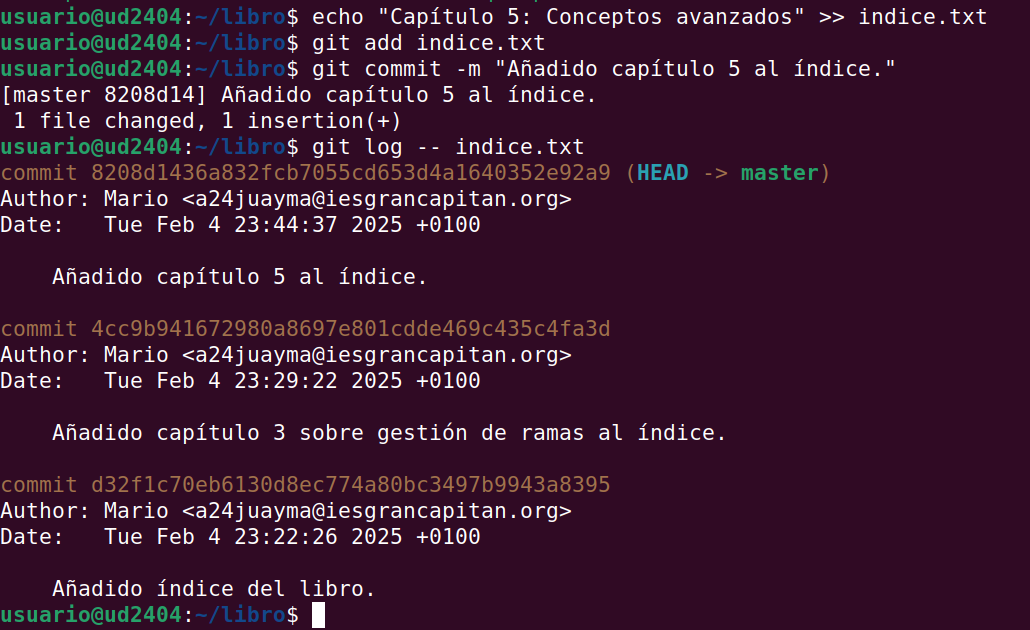 usuario@ud2404:~/libro$ echo "Capítulo 5: Conceptos avanzados" >> indice.txt
usuario@ud2404:~/libro$ git add indice.txt
usuario@ud2404:~/libro$ git commit -m "Añadido capítulo 5 al índice."
[master 8208d14] Añadido capítulo 5 al índice.
 1 file changed, 1 insertion(+)
usuario@ud2404:~/libro$ git log -- indice.txt
commit 8208d1436a832fcb7055cd653d4a1640352e92a9 (HEAD -> master)
Author: Mario <a24juayma@iesgrancapitan.org>
Date:   Tue Feb 4 23:44:37 2025 +0100

    Añadido capítulo 5 al índice.

commit 4cc9b941672980a8697e801cdde469c435c4fa3d
Author: Mario <a24juayma@iesgrancapitan.org>
Date:   Tue Feb 4 23:29:22 2025 +0100

    Añadido capítulo 3 sobre gestión de ramas al índice.

commit d32f1c70eb6130d8ec774a80bc3497b9943a8395
Author: Mario <a24juayma@iesgrancapitan.org>
Date:   Tue Feb 4 23:22:26 2025 +0100

    Añadido índice del libro.
usuario@ud2404:~/libro$